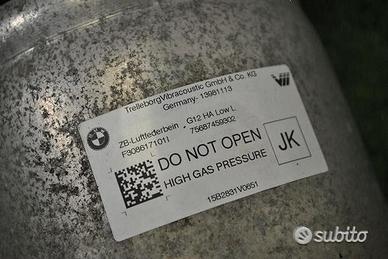 TrelleborgVibracoustic GmbH & Co. KG
Germany. 13981113
ZB-Luftfederbein G12 HA Low L
F3086171011 75687459302
DO NOT OPEN
HIGH GAS PRESSURE
JK
15B2831V0651
subito